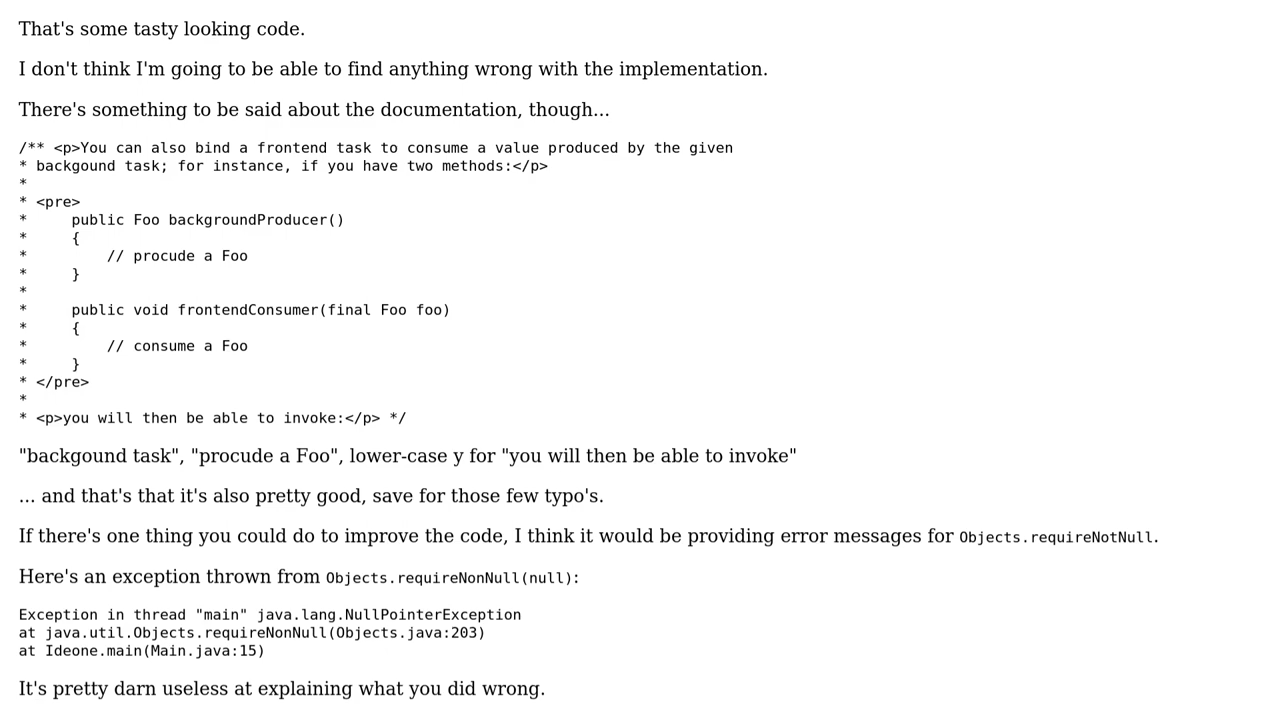 That's some tasty looking code.
I don't think I'm going to be able to find anything wrong with the implementation.
There's something to be said about the documentation, though...
/** <p>You can also bind a frontend task to consume a value produced by the given
* backgound task; for instance, if you have two methods:</p>
*
* <pre>
*     public Foo backgroundProducer()
*     {
*         // procude a Foo
*     }
*
*     public void frontendConsumer(final Foo foo)
*     {
*         // consume a Foo
*     }
* </pre>
*
* <p>you will then be able to invoke:</p> */
"backgound task", "procude a Foo", lower-case y for "you will then be able to invoke"
... and that's that it's also pretty good, save for those few typo's.
If there's one thing you could do to improve the code, I think it would be providing error messages for Objects.requireNotNull.
Here's an exception thrown from Objects.requireNonNull(null):
Exception in thread "main" java.lang.NullPointerException
at java.util.Objects.requireNonNull(Objects.java:203)
at Ideone.main(Main.java:15)
It's pretty darn useless at explaining what you did wrong.